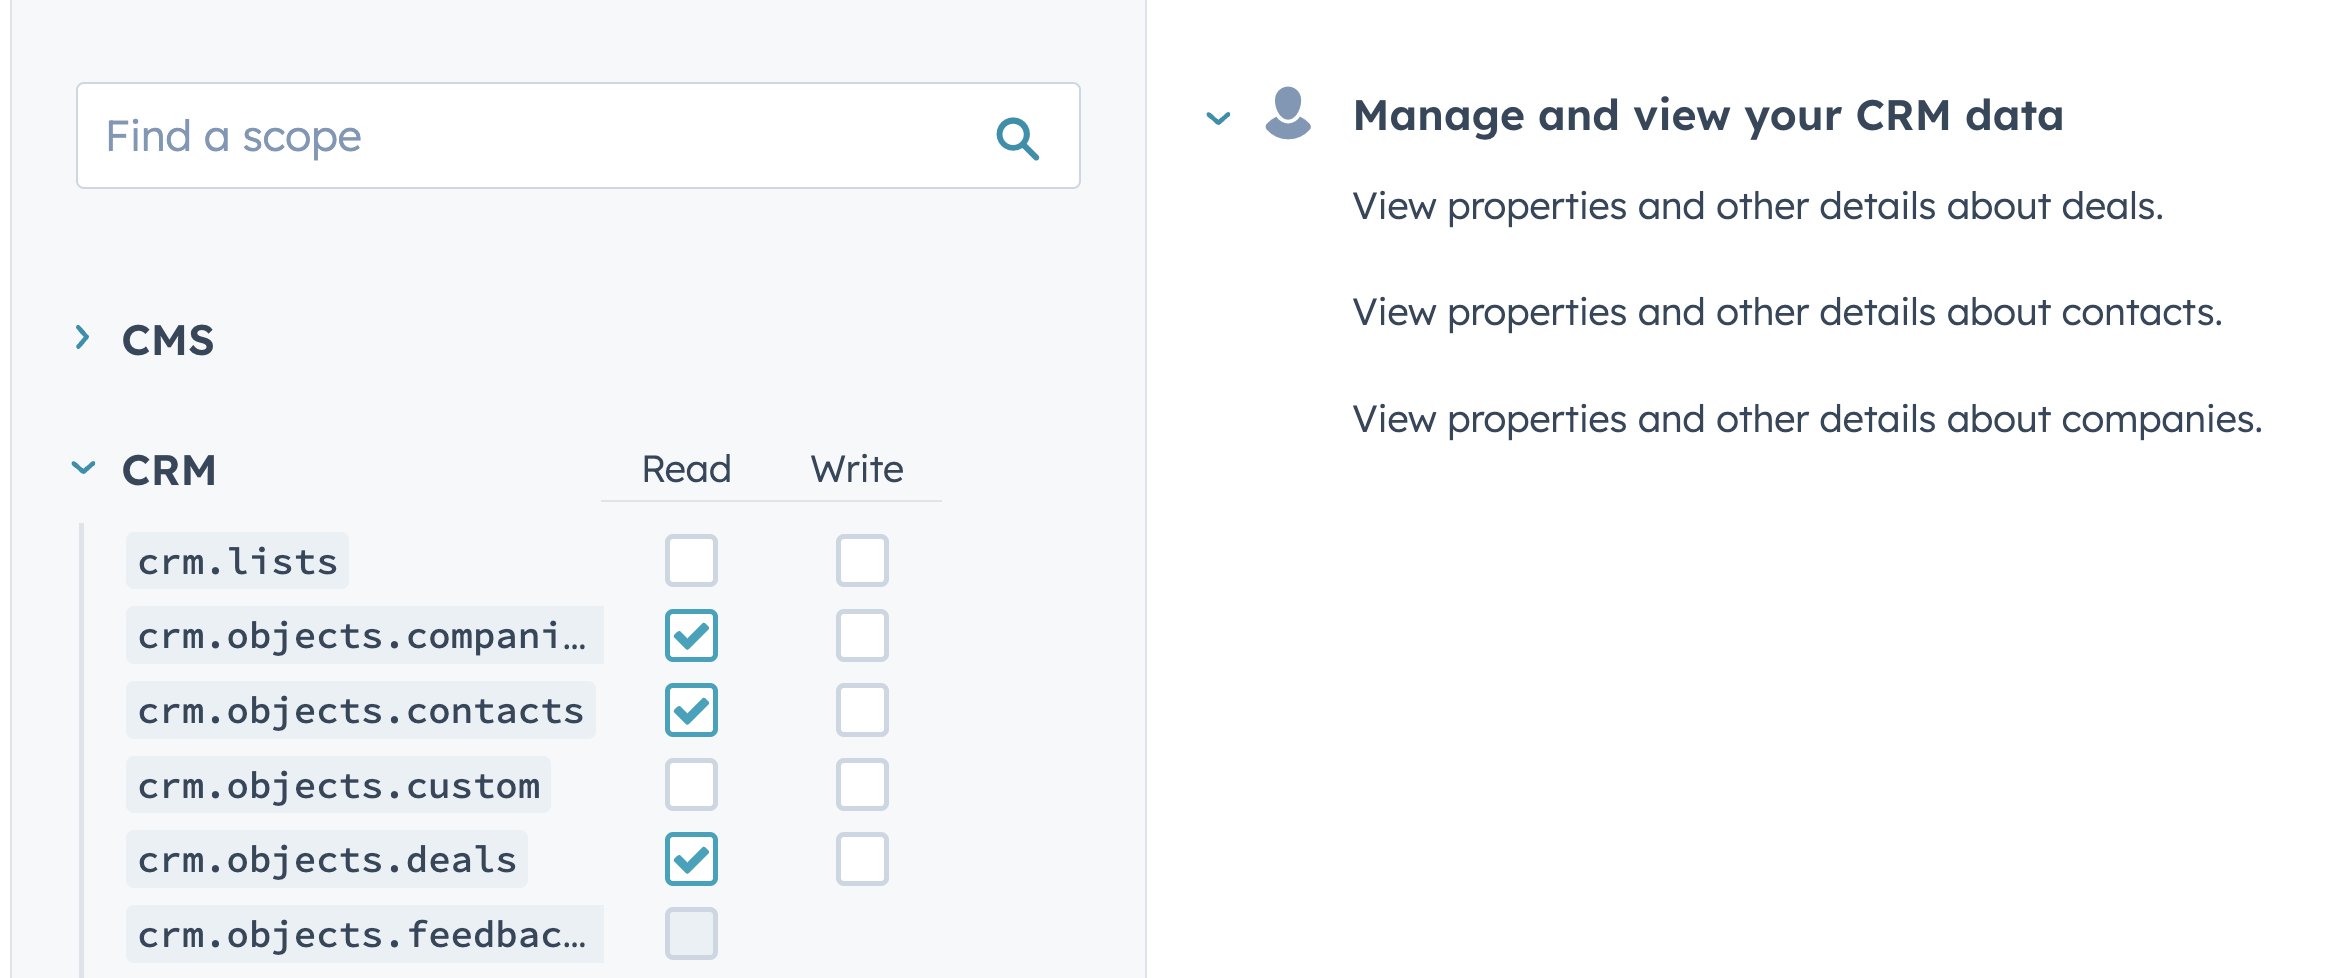 Find a scope
CMS
CRM Read Write
crm.lists
crm.objects.compani…
crm.objects.contacts
crm.objects.custom
crm.objects.deals
crm.objects.feedbac…
Manage and view your CRM data
View properties and other details about deals.
View properties and other details about contacts.
View properties and other details about companies.